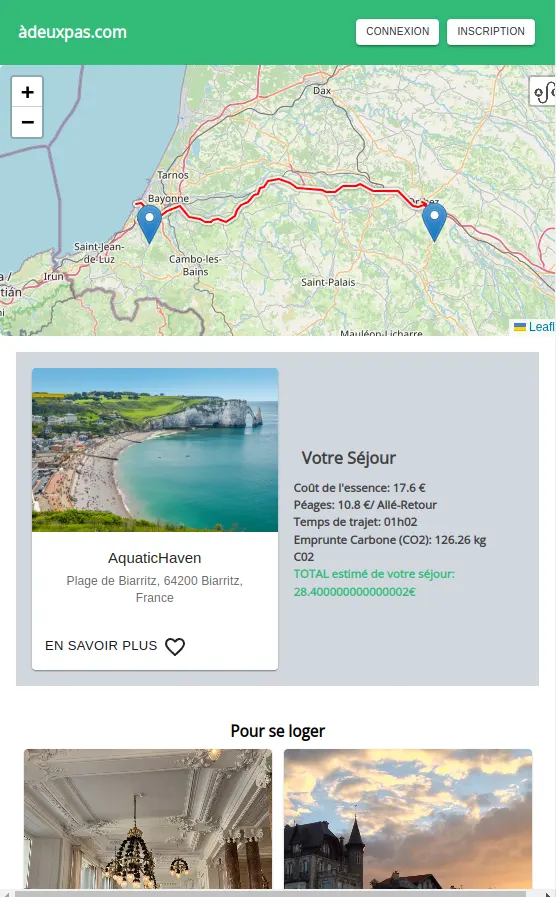 àdeuxpas.com
CONNEXION
INSCRIPTION
+
−
Dax
Tarnos
Bayonne
Saint-Jean-
de-Luz
Irun
Cambo-les-
Bains
Saint-Palais
Mauléon-Licharre
Leafl
AquaticHaven
Plage de Biarritz, 64200 Biarritz,
France
EN SAVOIR PLUS
Votre Séjour
Coût de l'essence: 17.6 €
Péages: 10.8 €/ Allé-Retour
Temps de trajet: 01h02
Emprunte Carbone (CO2): 126.26 kg
C02
TOTAL estimé de votre séjour:
28.400000000000002€
Pour se loger